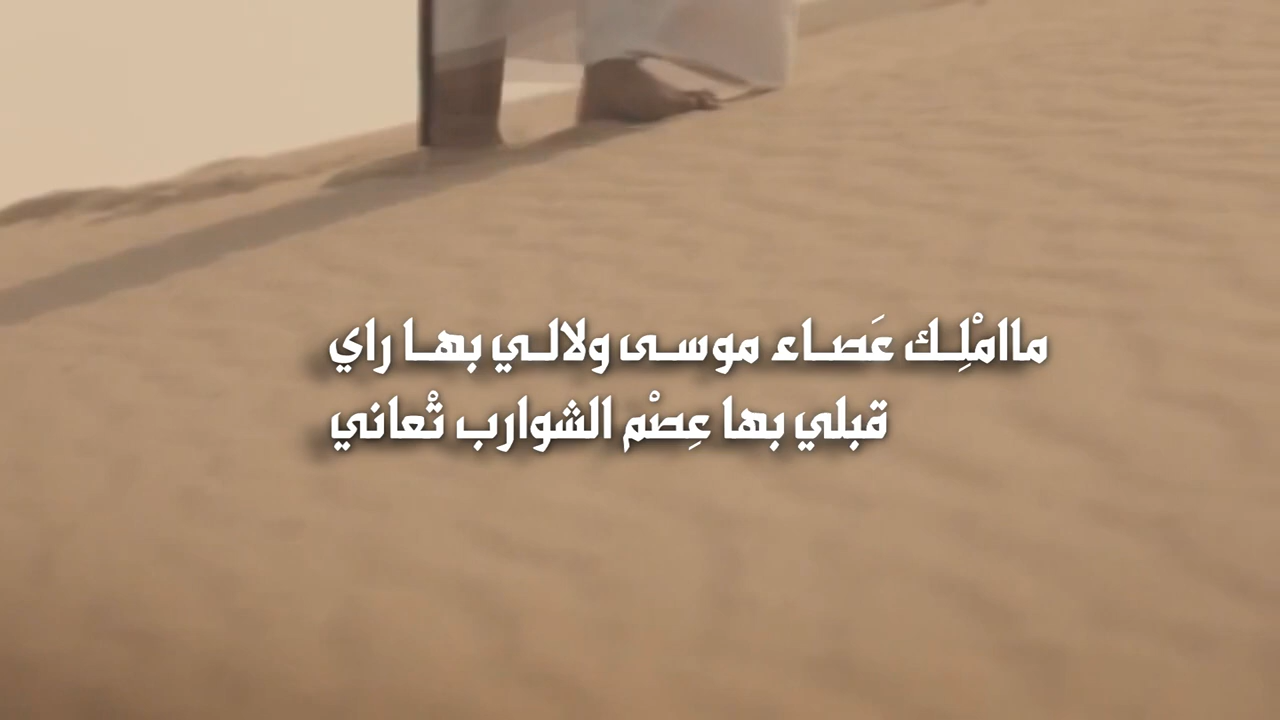 ماامْلِك عَصاء موسى ولالي بها راي
قبلي بها عِصْم الشوارب تْعاني